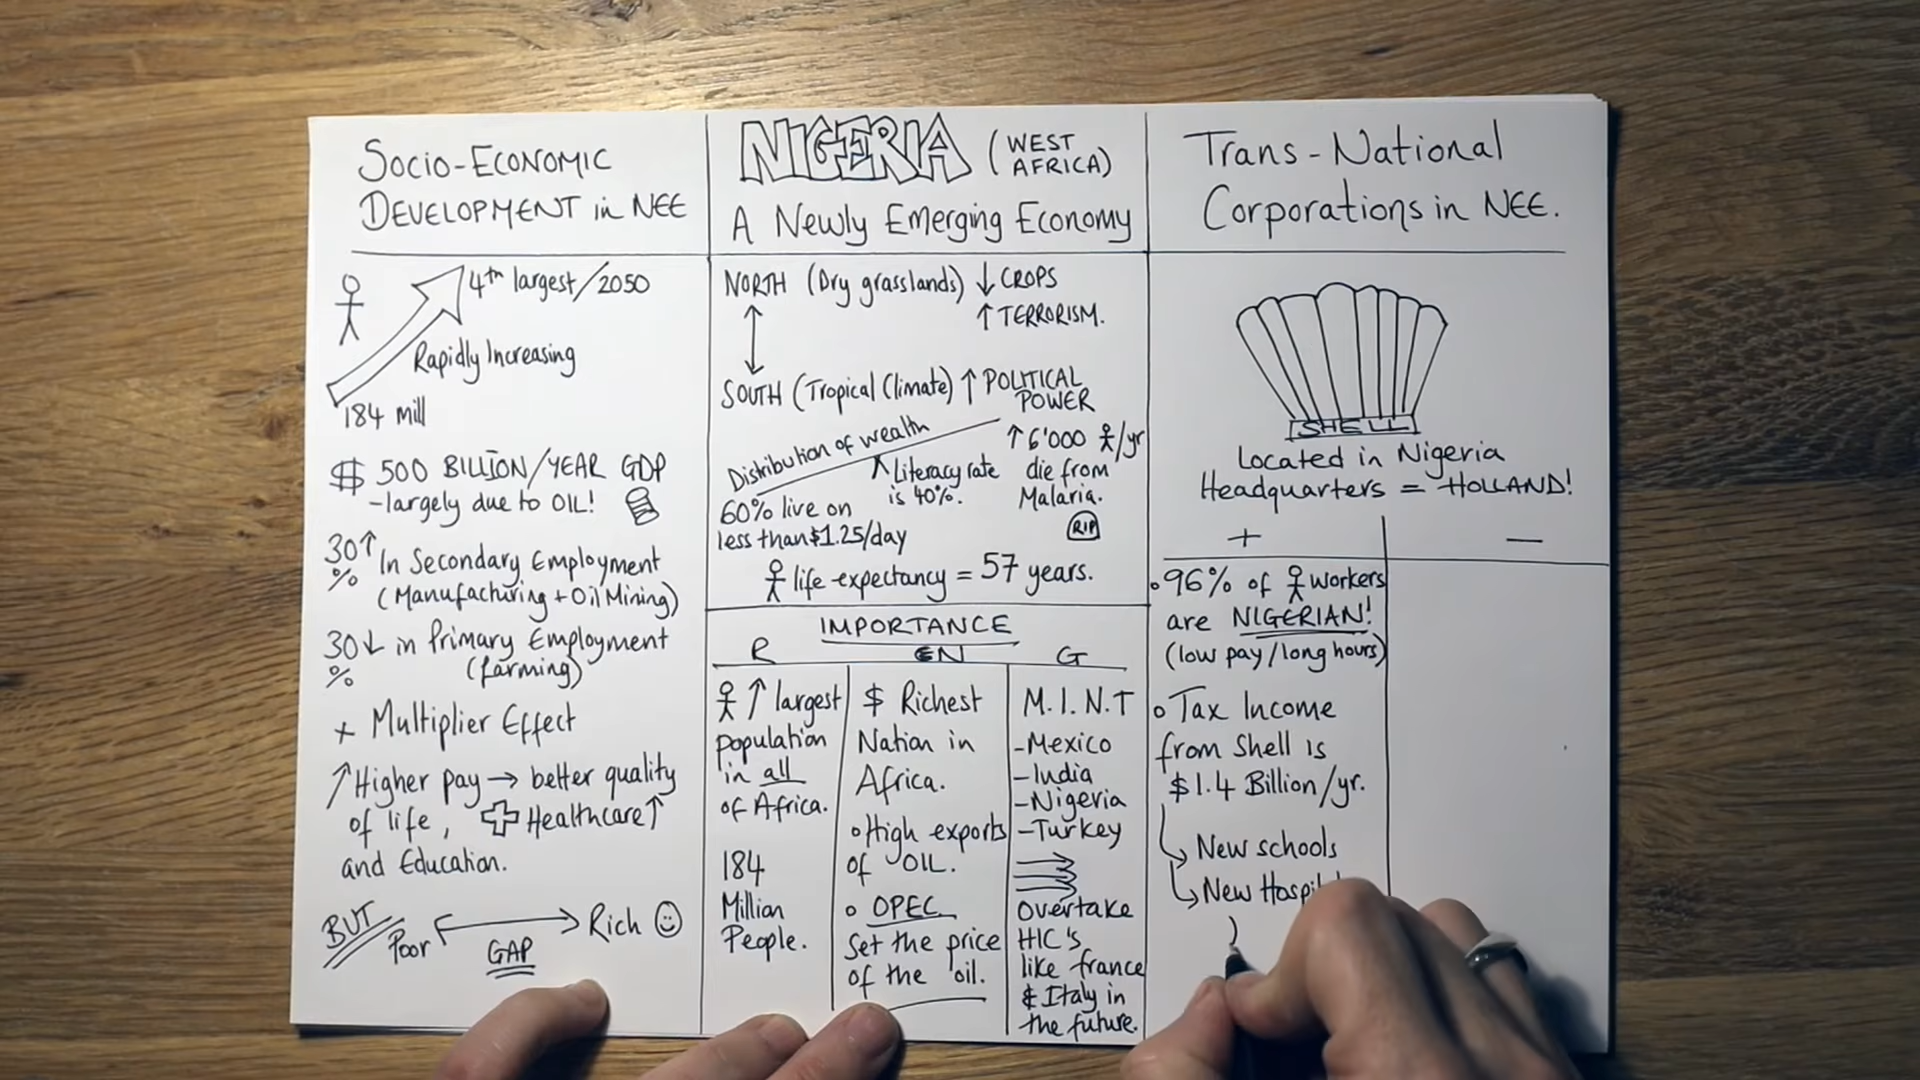 SOCIO-ECONOMIC
DEVELOPMENT in NEE
4th largest/2050
Rapidly Increasing
184 mill
$ 500 BILLION/YEAR GDP
-largely due to OIL!
30%↑ In Secondary Employment
(Manufacturing + Oil Mining)
30%↓ in Primary Employment
(farming)
+ Multiplier Effect
↑Higher pay → better quality
of life, Healthcare↑
and Education.
BUT
Poor Rich
GAP
NIGERIA (WEST
AFRICA)
A Newly Emerging Economy
NORTH (Dry grasslands) ↓ CROPS
↑ TERRORISM.
SOUTH (Tropical Climate) ↑ POLITICAL
POWER
Distribution of wealth
60% live on
less than $1.25/day
Literacy rate
is 40%.
↑6'000 /yr
die from
Malaria.
RIP
life expectancy = 57 years.
IMPORTANCE
R
↑ largest
population
in all
of Africa.
184
Million
People.
EN
$ Richest
Nation in
Africa.
• High exports
of OIL.
• OPEC
Set the price
of the oil.
G
M.I.N.T
-Mexico
-India
-Nigeria
-Turkey
Overtake
HIC's
like france
& Italy in
the future.
Trans-National
Corporations in NEE.
SHELL
Located in Nigeria
Headquarters = HOLLAND!
+ −
• 96% of workers
are NIGERIAN!
(low pay/long hours)
• Tax Income
from Shell is
$1.4 Billion/yr.
New schools
New